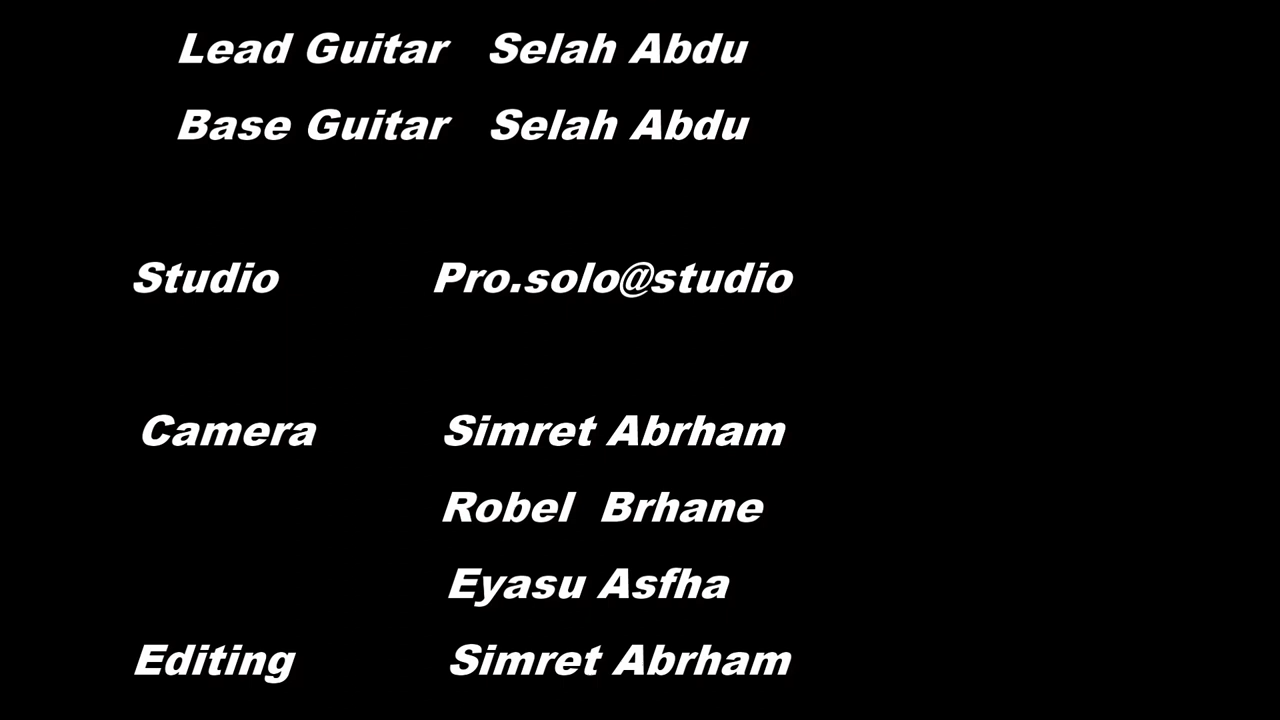 Lead Guitar Selah Abdu
Base Guitar Selah Abdu
Studio Pro.solo@studio
Camera Simret Abrham
Robel Brhane
Eyasu Asfha
Editing Simret Abrham